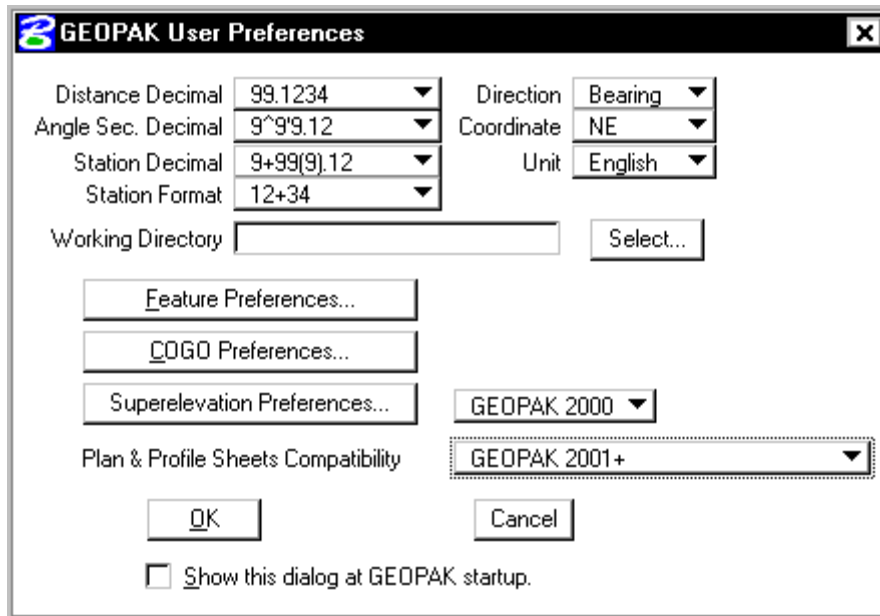 GEOPAK User Preferences
Distance Decimal 99.1234 Direction Bearing
Angle Sec. Decimal 9^9'9.12 Coordinate NE
Station Decimal 9+99(9).12 Unit English
Station Format 12+34
Working Directory Select...
Feature Preferences...
COGO Preferences...
Superelevation Preferences... GEOPAK 2000
Plan & Profile Sheets Compatibility GEOPAK 2001+
OK Cancel
Show this dialog at GEOPAK startup.